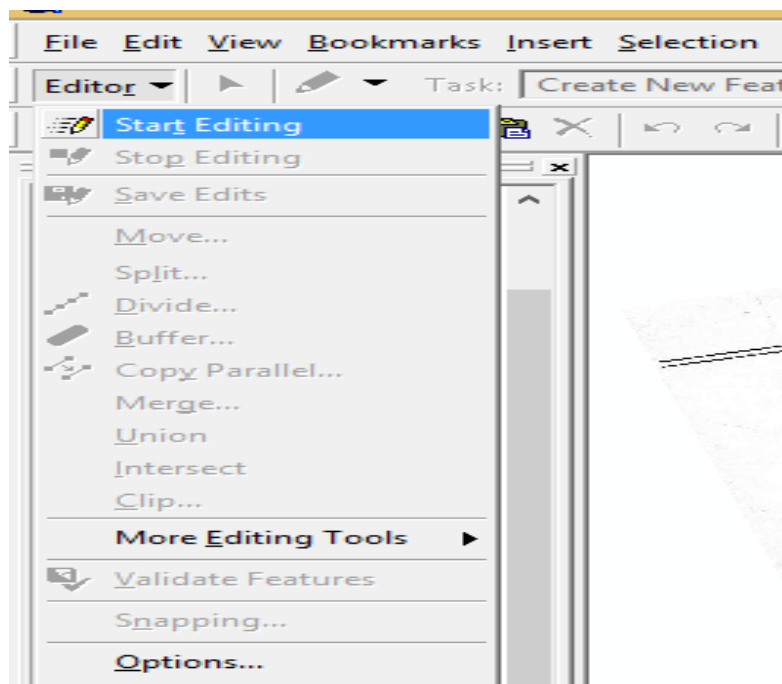 File Edit View Bookmarks Insert Selection
Editor Task: Create New Feat
Start Editing
Stop Editing
Save Edits
Move...
Split...
Divide...
Buffer...
Copy Parallel...
Merge...
Union
Intersect
Clip...
More Editing Tools
Validate Features
Snapping...
Options...